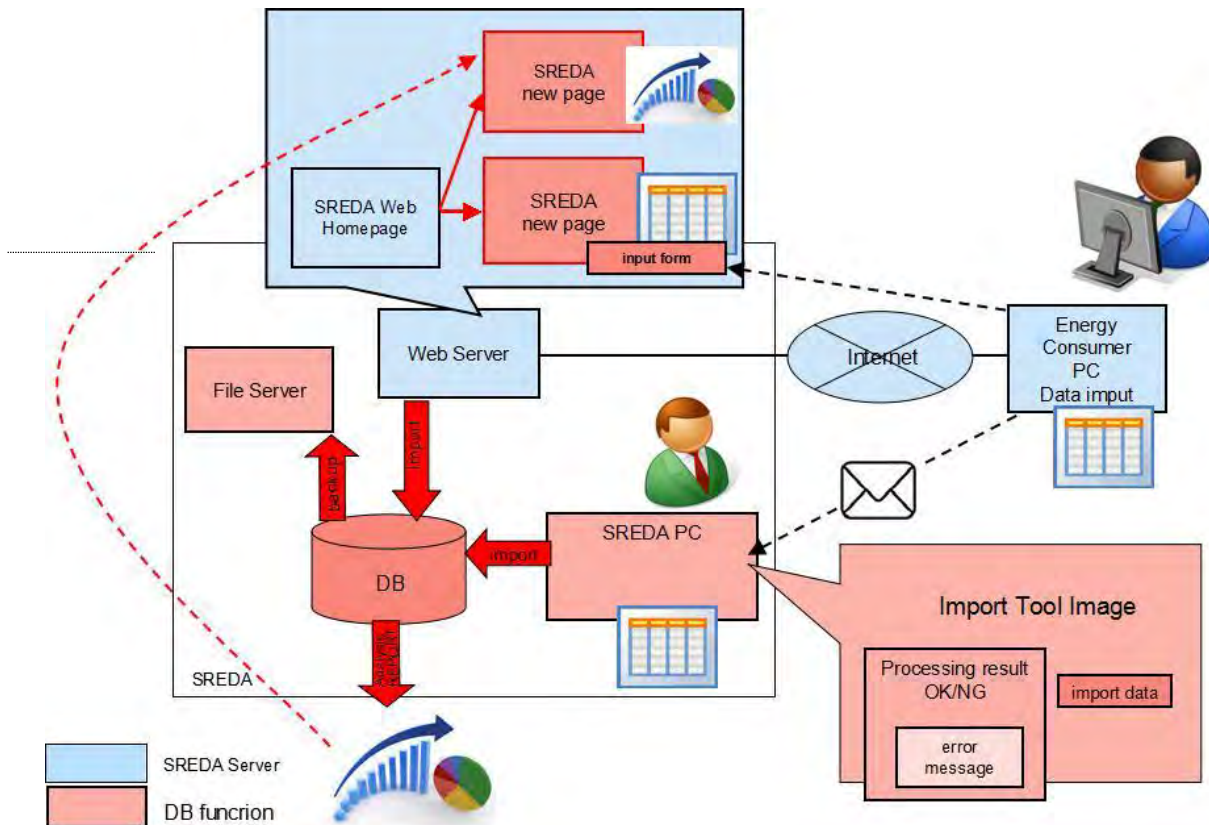 SREDA
new page
SREDA
new page
SREDA Web
Homepage
input form
Web Server
Internet
Energy
Consumer
PC
Data imput
File Server
backup
import
SREDA PC
import
DB
Import Tool Image
Processing result
OK/NG
import data
error
message
SREDA
SREDA Server
DB funcrion